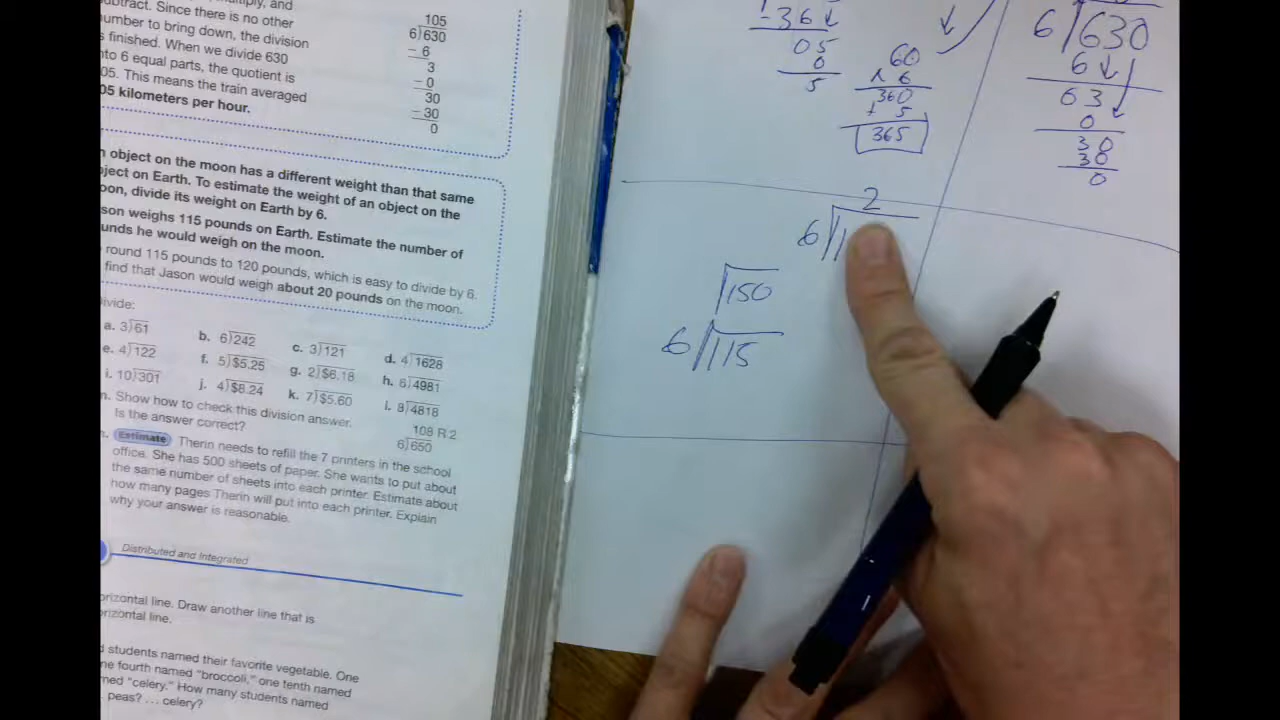 ubtract. Since there is no other
number to bring down, the division
s finished. When we divide 630
nto 6 equal parts, the quotient is
05. This means the train averaged
05 kilometers per hour.
105
6)630
− 6
3
− 0
30
− 30
0
n object on the moon has a different weight than that same
bject on Earth. To estimate the weight of an object on the
oon, divide its weight on Earth by 6.
son weighs 115 pounds on Earth. Estimate the number of
unds he would weigh on the moon.
round 115 pounds to 120 pounds, which is easy to divide by 6.
find that Jason would weigh about 20 pounds on the moon.
ivide:
a. 3)61
b. 6)242
c. 3)121
d. 4)1628
e. 4)122
f. 5)$5.25
g. 2)$6.18
h. 6)4981
i. 10)301
j. 4)$8.24
k. 7)$5.60
l. 8)4818
Show how to check this division answer.
Is the answer correct?
108 R 2
6)650
Estimate Therin needs to refill the 7 printers in the school
office. She has 500 sheets of paper. She wants to put about
the same number of sheets into each printer. Estimate about
how many pages Therin will put into each printer. Explain
why your answer is reasonable.
Distributed and Integrated
orizontal line. Draw another line that is
orizontal line.
d students named their favorite vegetable. One
ne fourth named “broccoli,” one tenth named
med “celery.” How many students named
peas? … celery?
−36↓
05
0
5
60
× 6
360
+ 5
365
6)630
6↓
03
0
30
30
0
2
6)1
150
6)115